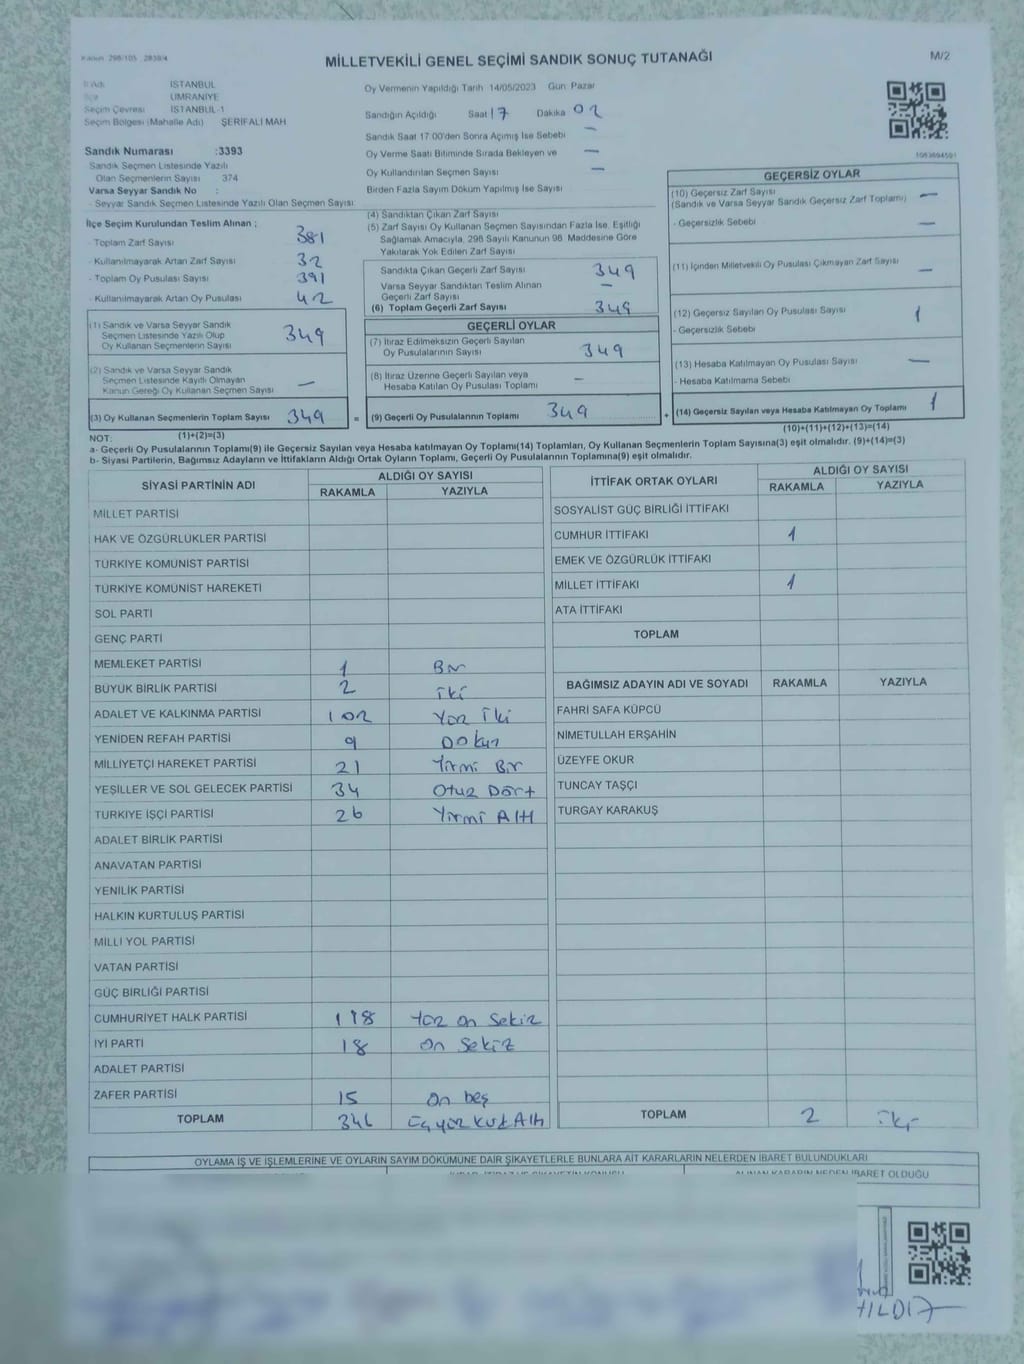 Kanun 298/105 2839/4
MİLLETVEKİLİ GENEL SEÇİMİ SANDIK SONUÇ TUTANAĞI
M/2
İSTANBUL
ÜMRANİYE
Seçim Çevresi İSTANBUL-1
Seçim Bölgesi (Mahalle Adı) ŞERİFALİ MAH
Sandık Numarası :3393
Sandık Seçmen Listesinde Yazılı
Olan Seçmenlerin Sayısı 374
Varsa Seyyar Sandık No :
- Seyyar Sandık Seçmen Listesinde Yazılı Olan Seçmen Sayısı:
Oy Vermenin Yapıldığı Tarih 14/05/2023 Gün Pazar
Sandığın Açıldığı Saat 17 Dakika 02
Sandık Saat 17:00'den Sonra Açımış İse Sebebi —
Oy Verme Saati Bitiminde Sırada Bekleyen ve —
Oy Kullandırılan Seçmen Sayısı —
Birden Fazla Sayım Döküm Yapılmış İse Sayısı
İlçe Seçim Kurulundan Teslim Alınan ;
- Toplam Zarf Sayısı 381
- Kullanılmayarak Artan Zarf Sayısı 32
- Toplam Oy Pusulası Sayısı 391
- Kullanılmayarak Artan Oy Pusulası 42
(1) Sandık ve Varsa Seyyar Sandık
Seçmen Listesinde Yazılı Olup
Oy Kullanan Seçmenlerin Sayısı 349
(2) Sandık ve Varsa Seyyar Sandık
Seçmen Listesinde Kayıtlı Olmayan
Kanun Gereği Oy Kullanan Seçmen Sayısı —
(3) Oy Kullanan Seçmenlerin Toplam Sayısı 349 =
(4) Sandıktan Çıkan Zarf Sayısı
(5) Zarf Sayısı Oy Kullanan Seçmen Sayısından Fazla İse, Eşitliği
Sağlamak Amacıyla, 298 Sayılı Kanunun 98. Maddesine Göre
Yakılarak Yok Edilen Zarf Sayısı
Sandıkta Çıkan Geçerli Zarf Sayısı 349
Varsa Seyyar Sandıktan Teslim Alınan
Geçerli Zarf Sayısı —
(6) Toplam Geçerli Zarf Sayısı 349
GEÇERLİ OYLAR
(7) İtiraz Edilmeksizin Geçerli Sayılan
Oy Pusulalarının Sayısı 349
(8) İtiraz Üzerine Geçerli Sayılan veya
Hesaba Katılan Oy Pusulası Toplamı —
(9) Geçerli Oy Pusulalarının Toplamı 349 +
1053694501
GEÇERSİZ OYLAR
(10) Geçersiz Zarf Sayısı
(Sandık ve Varsa Seyyar Sandık Geçersiz Zarf Toplamı) —
- Geçersizlik Sebebi —
(11) İçinden Milletvekili Oy Pusulası Çıkmayan Zarf Sayısı —
(12) Geçersiz Sayılan Oy Pusulası Sayısı 1
- Geçersizlik Sebebi
(13) Hesaba Katılmayan Oy Pusulası Sayısı —
- Hesaba Katılmama Sebebi
(14) Geçersiz Sayılan veya Hesaba Katılmayan Oy Toplamı 1
(10)+(11)+(12)+(13)=(14)
NOT: (1)+(2)=(3)
a- Geçerli Oy Pusulalarının Toplamı(9) ile Geçersiz Sayılan veya Hesaba katılmayan Oy Toplamı(14) Toplamları, Oy Kullanan Seçmenlerin Toplam Sayısına(3) eşit olmalıdır. (9)+(14)=(3)
b- Siyasi Partilerin, Bağımsız Adayların ve İttifakların Aldığı Ortak Oyların Toplamı, Geçerli Oy Pusulalarının Toplamına(9) eşit olmalıdır.
SİYASİ PARTİNİN ADI ALDIĞI OY SAYISI
RAKAMLA YAZIYLA
MİLLET PARTİSİ
HAK VE ÖZGÜRLÜKLER PARTİSİ
TÜRKİYE KOMÜNİST PARTİSİ
TÜRKİYE KOMÜNİST HAREKETİ
SOL PARTİ
GENÇ PARTİ
MEMLEKET PARTİSİ 1 Bir
BÜYÜK BİRLİK PARTİSİ 2 iki
ADALET VE KALKINMA PARTİSİ 102 Yüz İki
YENİDEN REFAH PARTİSİ 9 Dokuz
MİLLİYETÇİ HAREKET PARTİSİ 21 Yirmi Bir
YEŞİLLER VE SOL GELECEK PARTİSİ 34 Otuz Dört
TÜRKİYE İŞÇİ PARTİSİ 26 Yirmi Altı
ADALET BİRLİK PARTİSİ
ANAVATAN PARTİSİ
YENİLİK PARTİSİ
HALKIN KURTULUŞ PARTİSİ
MİLLİ YOL PARTİSİ
VATAN PARTİSİ
GÜÇ BİRLİĞİ PARTİSİ
CUMHURİYET HALK PARTİSİ 118 Yüz on Sekiz
İYİ PARTİ 18 on Sekiz
ADALET PARTİSİ
ZAFER PARTİSİ 15 On beş
TOPLAM 346 Üçyüz Kırk Altı
İTTİFAK ORTAK OYLARI ALDIĞI OY SAYISI
RAKAMLA YAZIYLA
SOSYALİST GÜÇ BİRLİĞİ İTTİFAKI
CUMHUR İTTİFAKI 1
EMEK VE ÖZGÜRLÜK İTTİFAKI
MİLLET İTTİFAKI 1
ATA İTTİFAKI
TOPLAM
BAĞIMSIZ ADAYIN ADI VE SOYADI RAKAMLA YAZIYLA
FAHRİ SAFA KÜPCÜ
NİMETULLAH ERŞAHİN
ÜZEYFE OKUR
TUNCAY TAŞÇI
TURGAY KARAKUŞ
TOPLAM 2 iki
OYLAMA İŞ VE İŞLEMLERİNE VE OYLARIN SAYIM DÖKÜMÜNE DAİR ŞİKAYETLERLE BUNLARA AİT KARARLARIN NELERDEN İBARET BULUNDUKLARI
ALINAN KARARIN NEDEN İBARET OLDUĞU